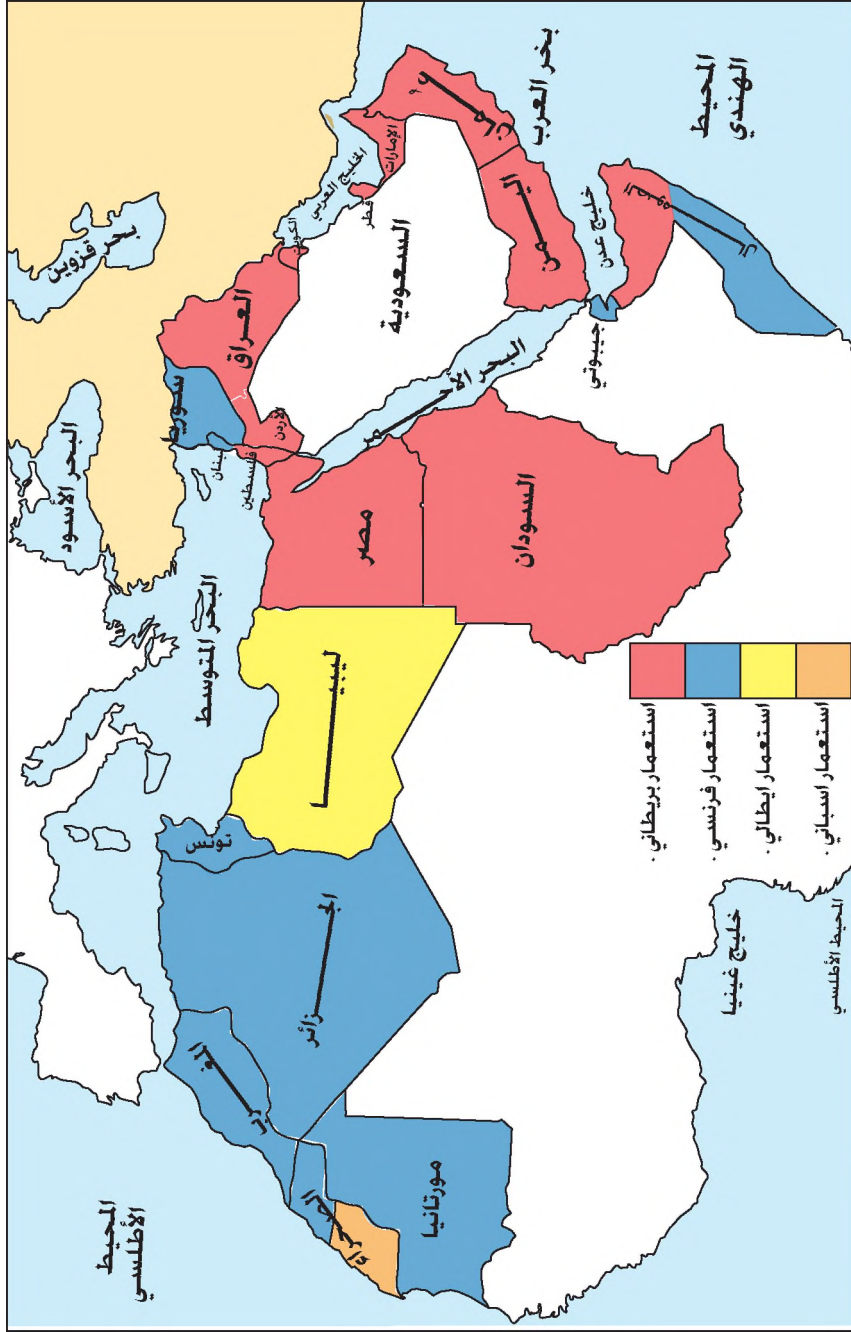 المحيط
الأطلسي
البحر المتوسط
البحر الأسود
بحر قزوين
المغرب
الصحراء
مورتانيا
الجزائر
تونس
ليبيا
مصر
السودان
سوريا
لبنان
فلسطين
الأردن
العراق
الكويت
الخليج العربي
قطر
الإمارات
السعودية
عمان
اليمن
البحر الأحمر
خليج عدن
بحر العرب
جيبوتي
المحيط
الهندي
خليج غينيا
المحيط الأطلسي
استعمار بريطاني .
استعمار فرنسي .
استعمار ايطالي .
استعمار اسباني .